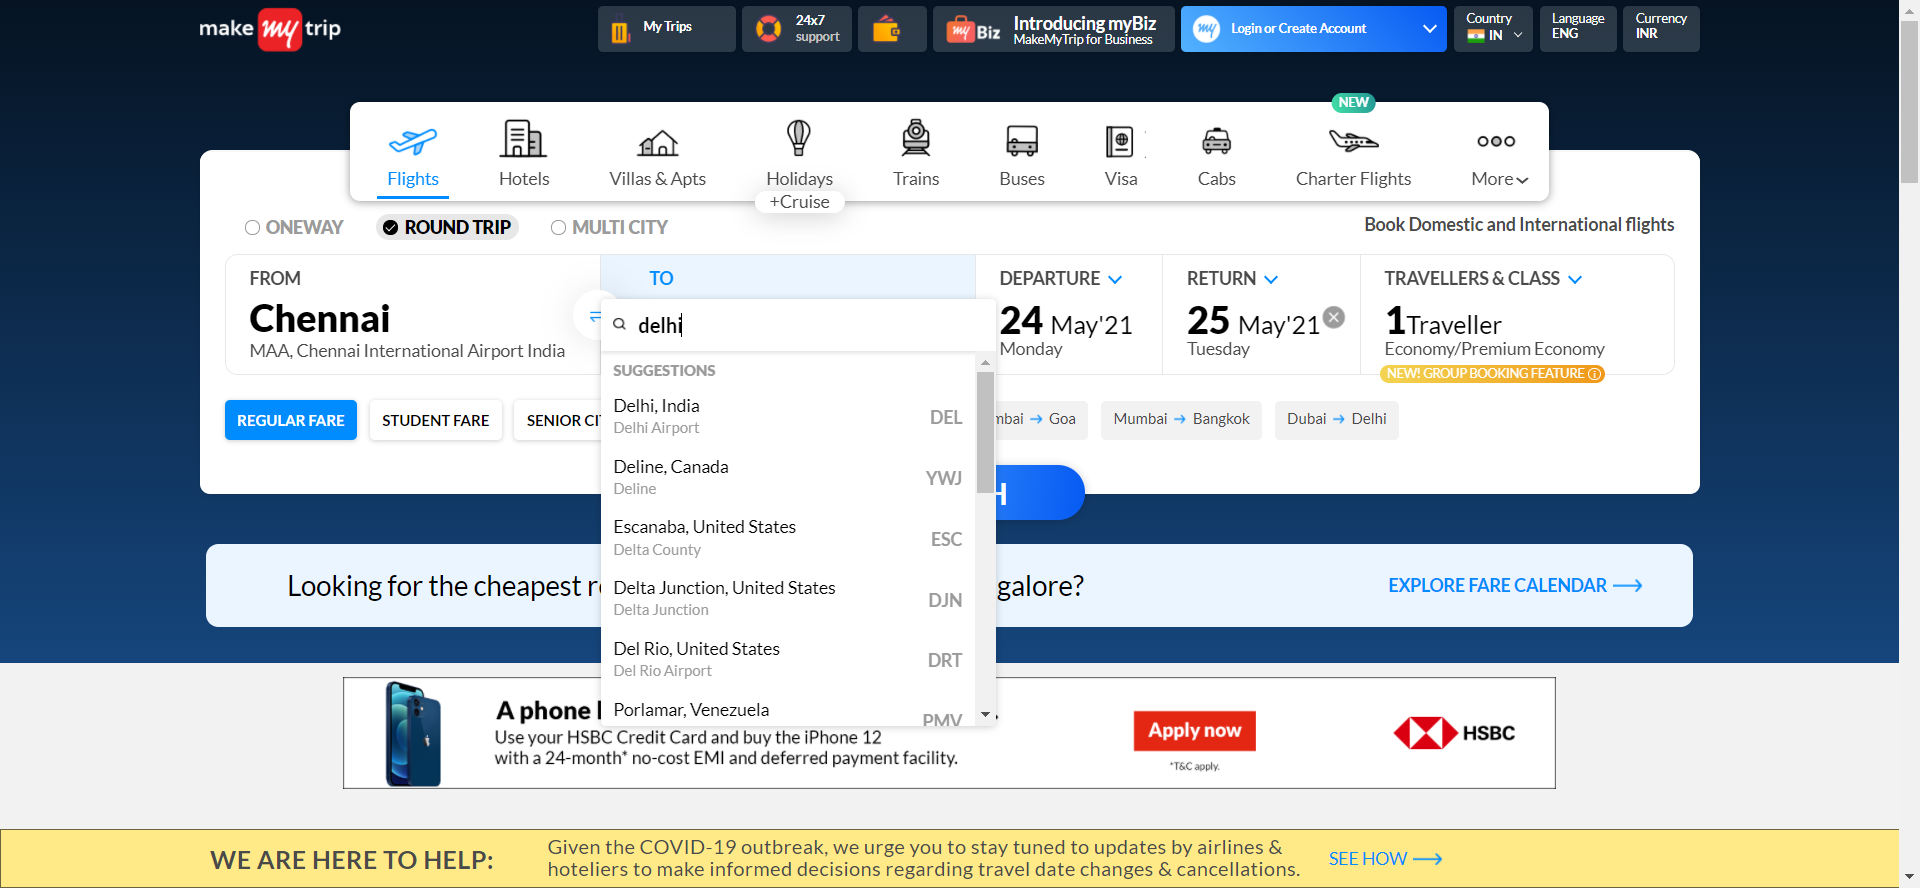 make my trip
My Trips
24x7
support
my Biz
Introducing myBiz
MakeMyTrip for Business
my
Login or Create Account
Country
IN
Language
ENG
Currency
INR
NEW
Flights
Hotels
Villas & Apts
Holidays
+Cruise
Trains
Buses
Visa
Cabs
Charter Flights
More
ONEWAY
ROUND TRIP
MULTI CITY
Book Domestic and International flights
FROM
Chennai
MAA, Chennai International Airport India
TO
delhi
DEPARTURE
24 May'21
Monday
RETURN
25 May'21
Tuesday
TRAVELLERS & CLASS
1Traveller
Economy/Premium Economy
NEW! GROUP BOOKING FEATURE
SUGGESTIONS
Delhi, India
Delhi Airport
DEL
Deline, Canada
Deline
YWJ
Escanaba, United States
Delta County
ESC
Delta Junction, United States
Delta Junction
DJN
Del Rio, United States
Del Rio Airport
DRT
Porlamar, Venezuela
PMV
REGULAR FARE
STUDENT FARE
SENIOR CI
nbai → Goa
Mumbai → Bangkok
Dubai → Delhi
H
Looking for the cheapest r
galore?
EXPLORE FARE CALENDAR
A phone
Use your HSBC Credit Card and buy the iPhone 12
with a 24-month* no-cost EMI and deferred payment facility.
Apply now
*T&C apply.
HSBC
WE ARE HERE TO HELP:
Given the COVID-19 outbreak, we urge you to stay tuned to updates by airlines &
hoteliers to make informed decisions regarding travel date changes & cancellations.
SEE HOW